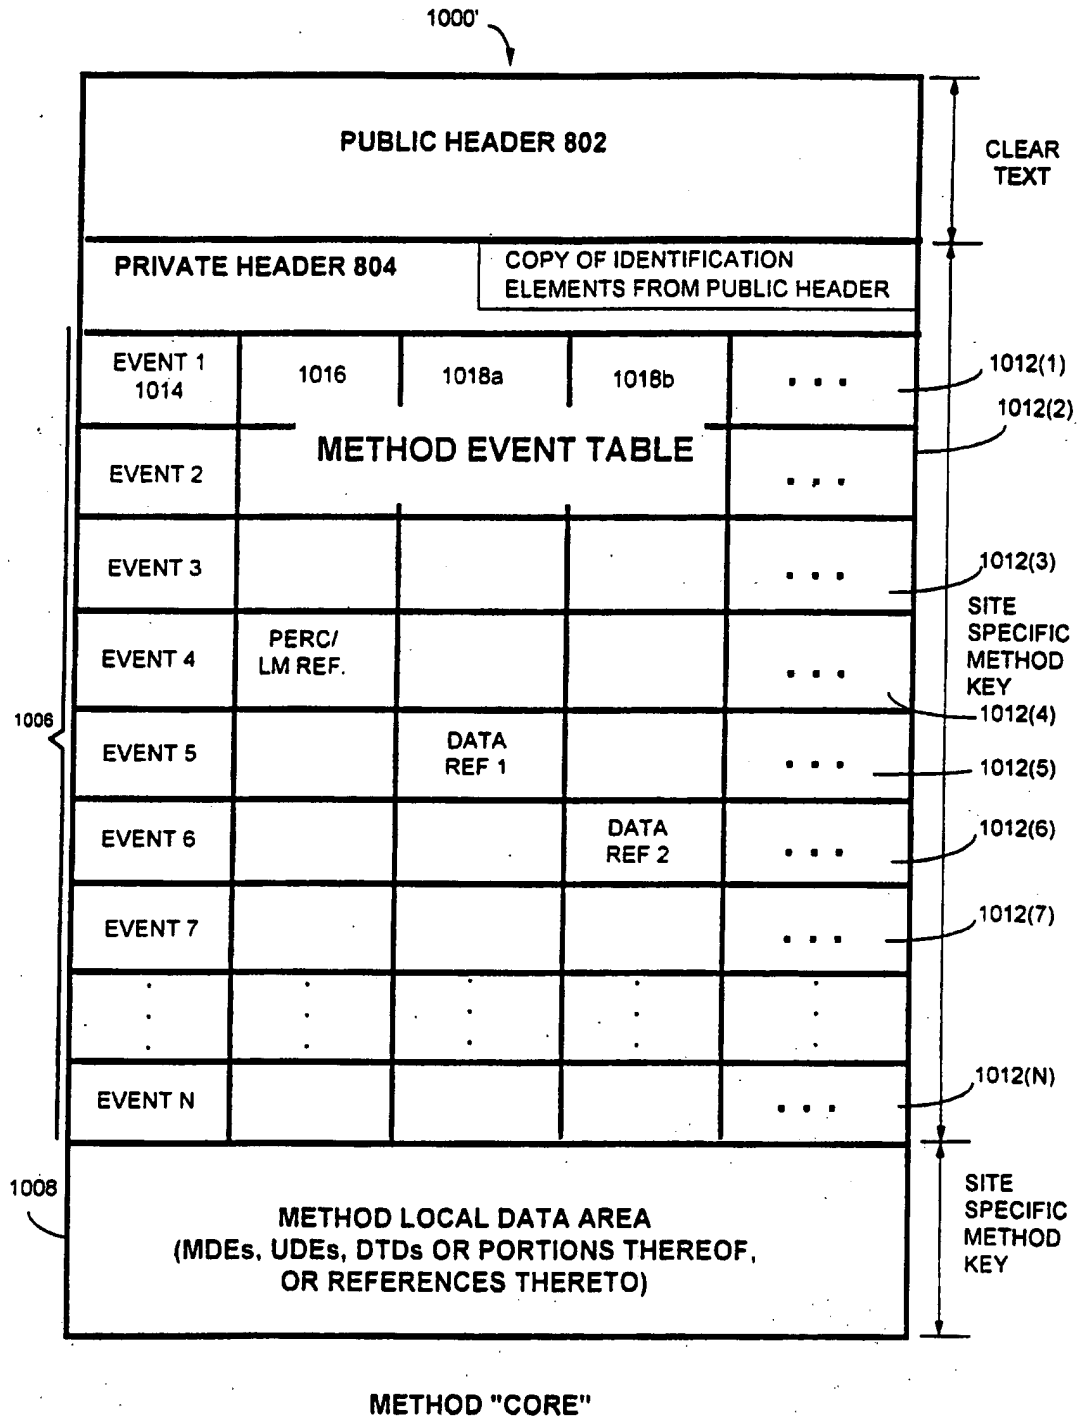 1000'
PUBLIC HEADER 802
CLEAR
TEXT
PRIVATE HEADER 804
COPY OF IDENTIFICATION
ELEMENTS FROM PUBLIC HEADER
EVENT 1
1014
1016
1018a
1018b
. . .
1012(1)
1012(2)
METHOD EVENT TABLE
EVENT 2
. . .
EVENT 3
. . .
1012(3)
SITE
SPECIFIC
METHOD
KEY
EVENT 4
PERC/
LM REF.
. . .
1012(4)
1006
EVENT 5
DATA
REF 1
. . .
1012(5)
EVENT 6
DATA
REF 2
. . .
1012(6)
EVENT 7
. . .
1012(7)
EVENT N
. . .
1012(N)
1008
METHOD LOCAL DATA AREA
(MDEs, UDEs, DTDs OR PORTIONS THEREOF,
OR REFERENCES THERETO)
SITE
SPECIFIC
METHOD
KEY
METHOD "CORE"